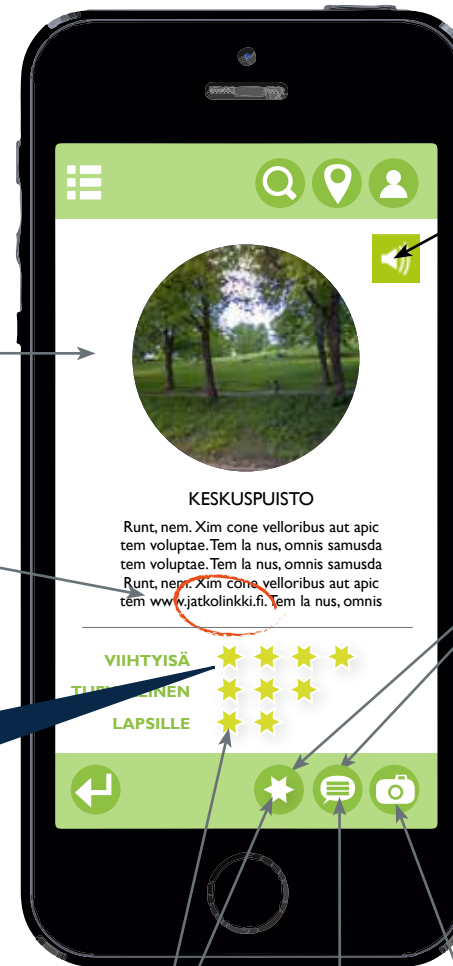 KESKUSPUISTO
Runt, nem. Xim cone velloribus aut apic
tem voluptae. Tem la nus, omnis samusda
tem voluptae. Tem la nus, omnis samusda
Runt, nem. Xim cone velloribus aut apic
tem www.jatkolinkki.fi. Tem la nus, omnis
VIIHTYISÄ
LAPSILLE